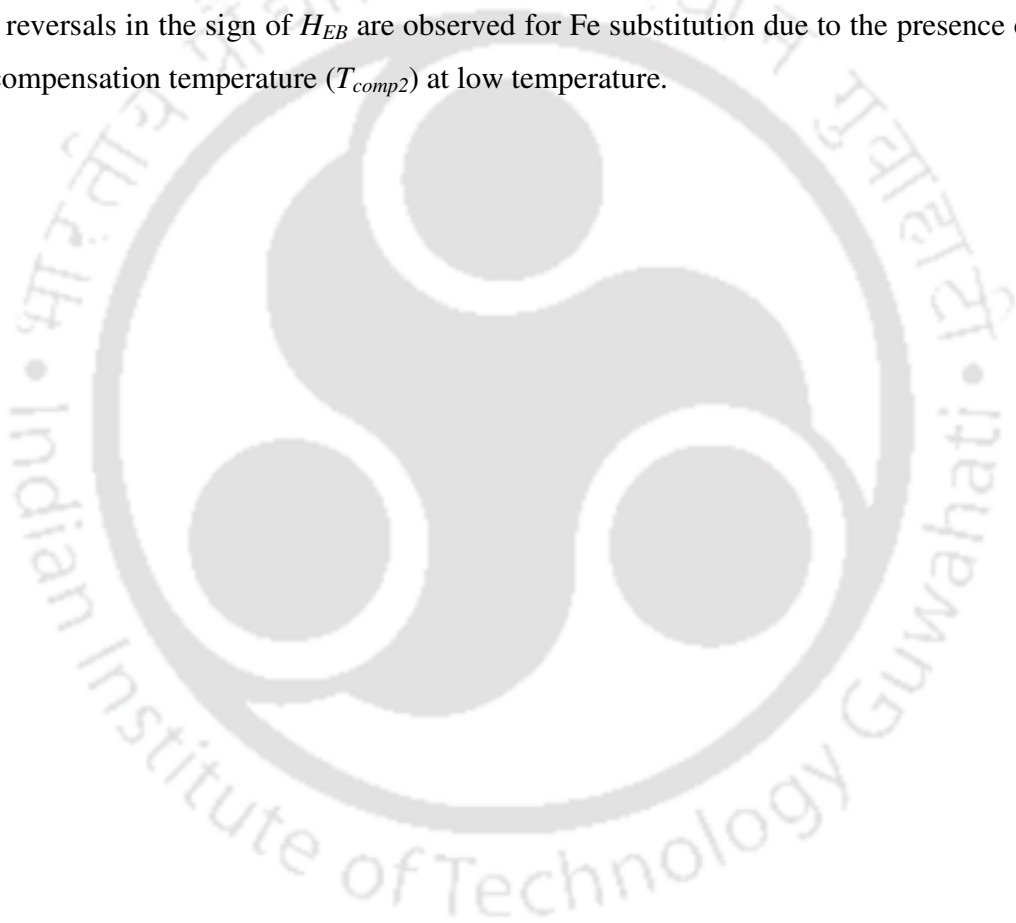 reversals in the sign of H_EB are observed for Fe substitution due to the presence
compensation temperature (T_comp2) at low temperature.
• Indian Institute of Technology Guwahati •